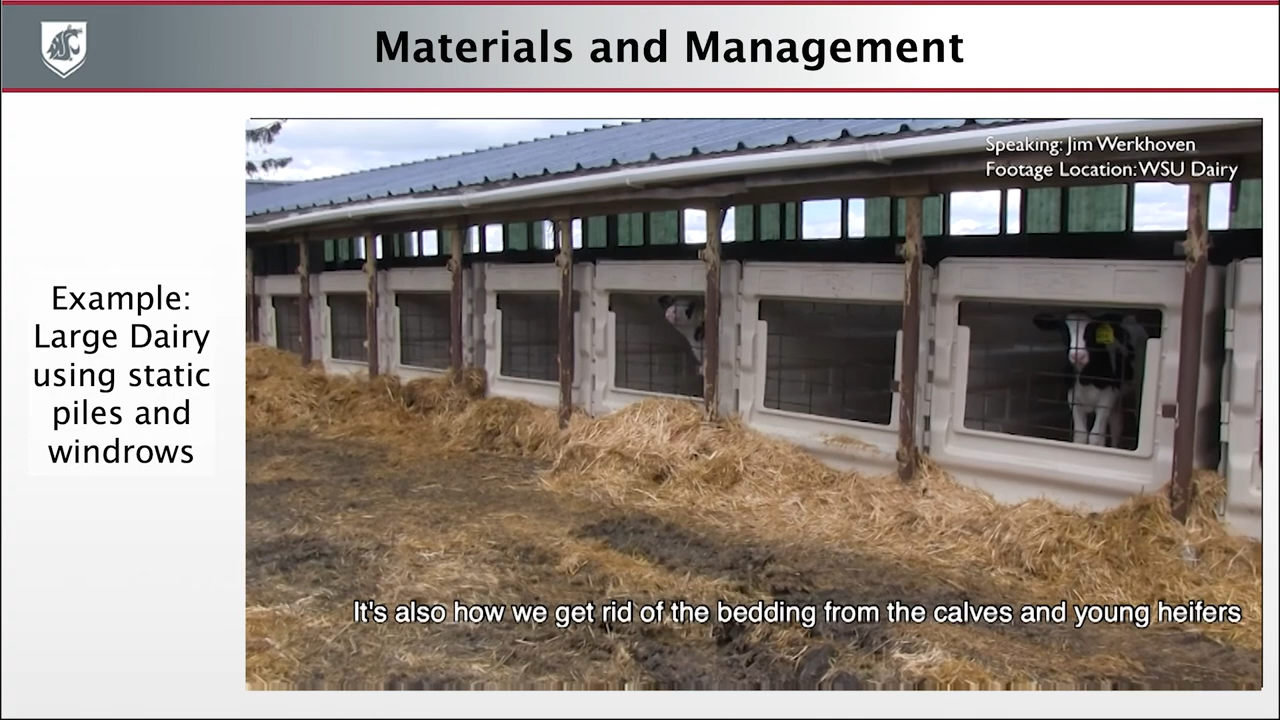 Materials and Management
Speaking: Jim Werkhoven
Footage Location: WSU Dairy
Example:
Large Dairy
using static
piles and
windrows
It's also how we get rid of the bedding from the calves and young heifers